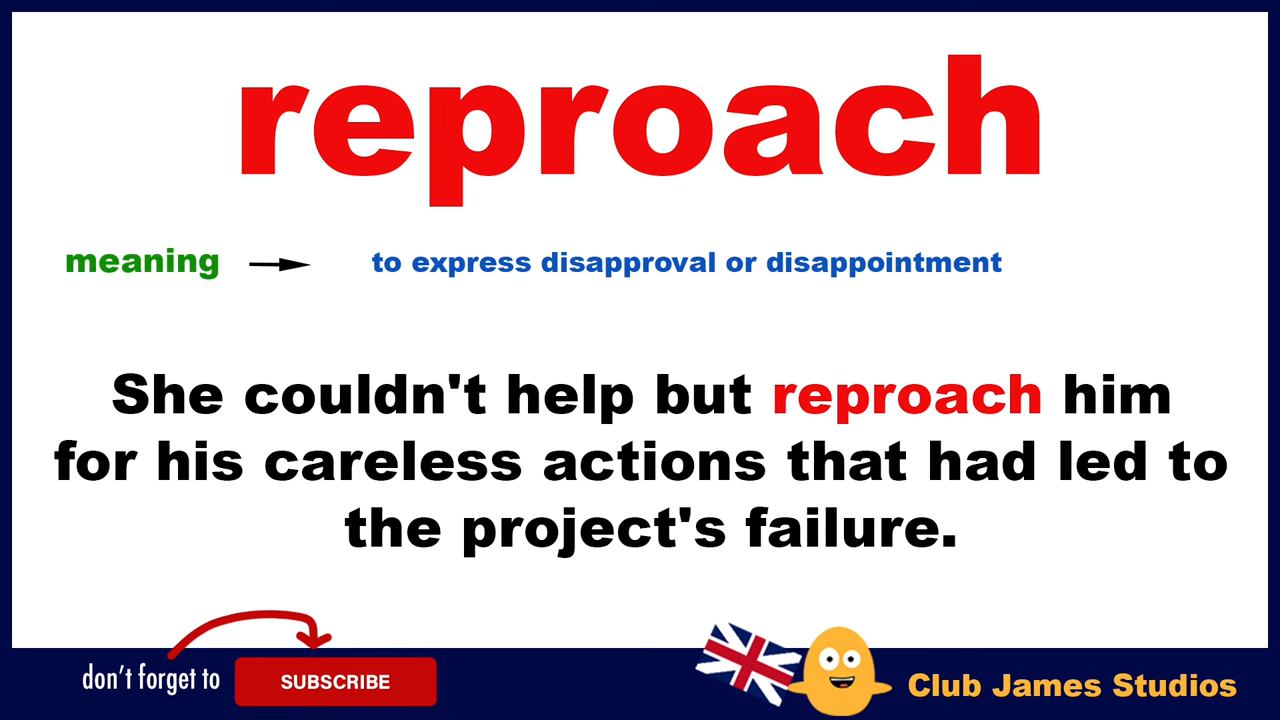 reproach
meaning
to express disapproval or disappointment
She couldn't help but reproach him
for his careless actions that had led to
the project's failure.
don't forget to
SUBSCRIBE
Club James Studios